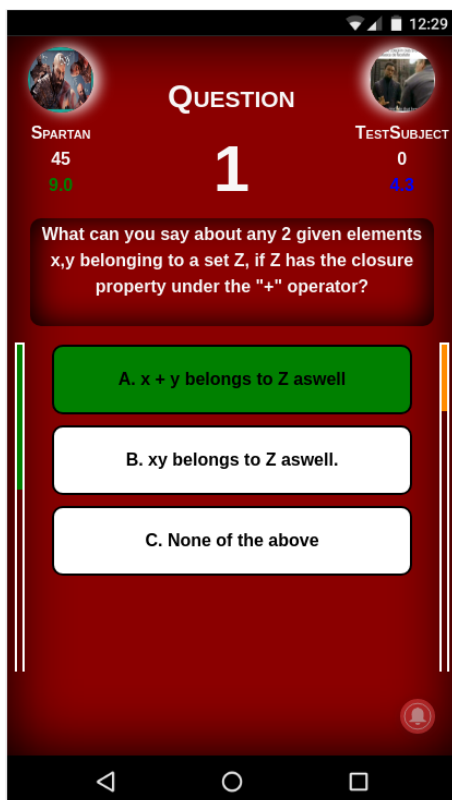 12:29
Question
Spartan
TestSubject
45
1
0
9.0
4.3
What can you say about any 2 given elements
x,y belonging to a set Z, if Z has the closure
property under the "+" operator?
A. x + y belongs to Z aswell
B. xy belongs to Z aswell.
C. None of the above